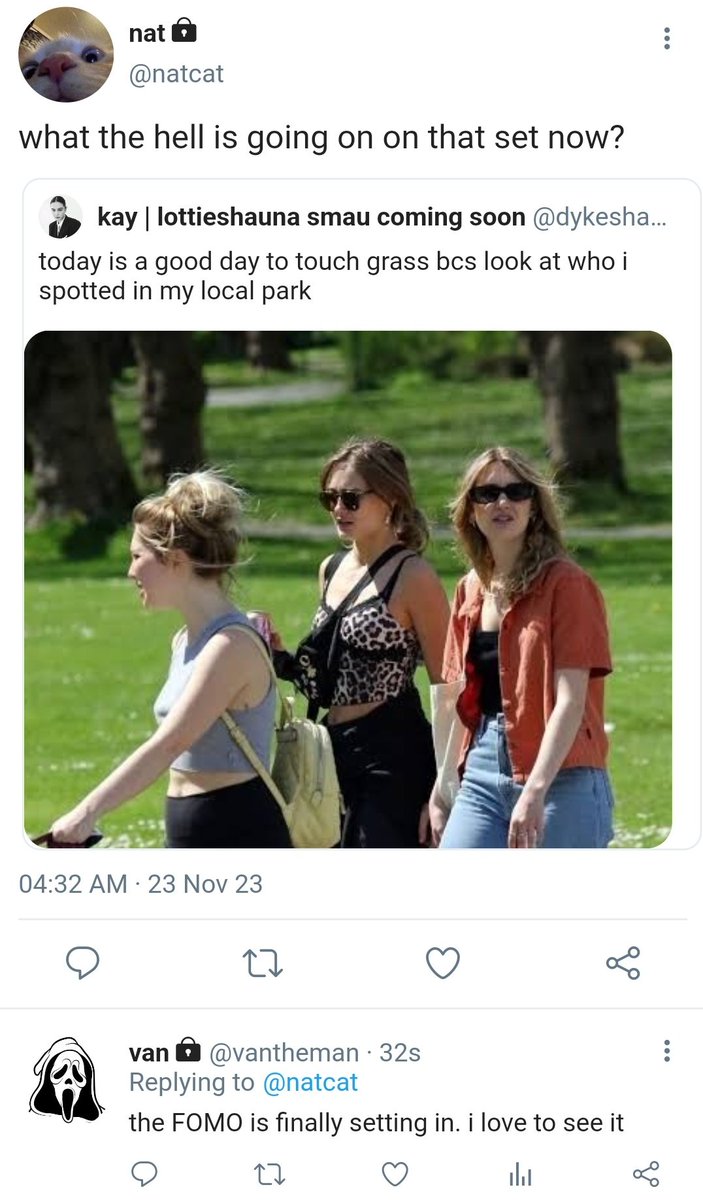 nat
@natcat
what the hell is going on on that set now?
kay | lottieshauna smau coming soon @dykesha...
today is a good day to touch grass bcs look at who i
spotted in my local park
04:32 AM · 23 Nov 23
van @vantheman · 32s
Replying to @natcat
the FOMO is finally setting in. i love to see it